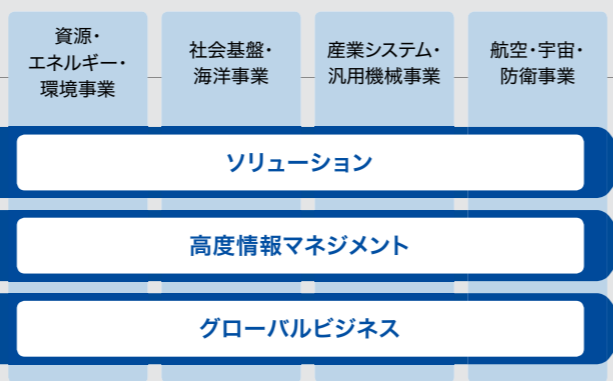 資源・
エネルギー・
環境事業
社会基盤・
海洋事業
産業システム・
汎用機械事業
航空・宇宙・
防衛事業
ソリューション
高度情報マネジメント
グローバルビジネス